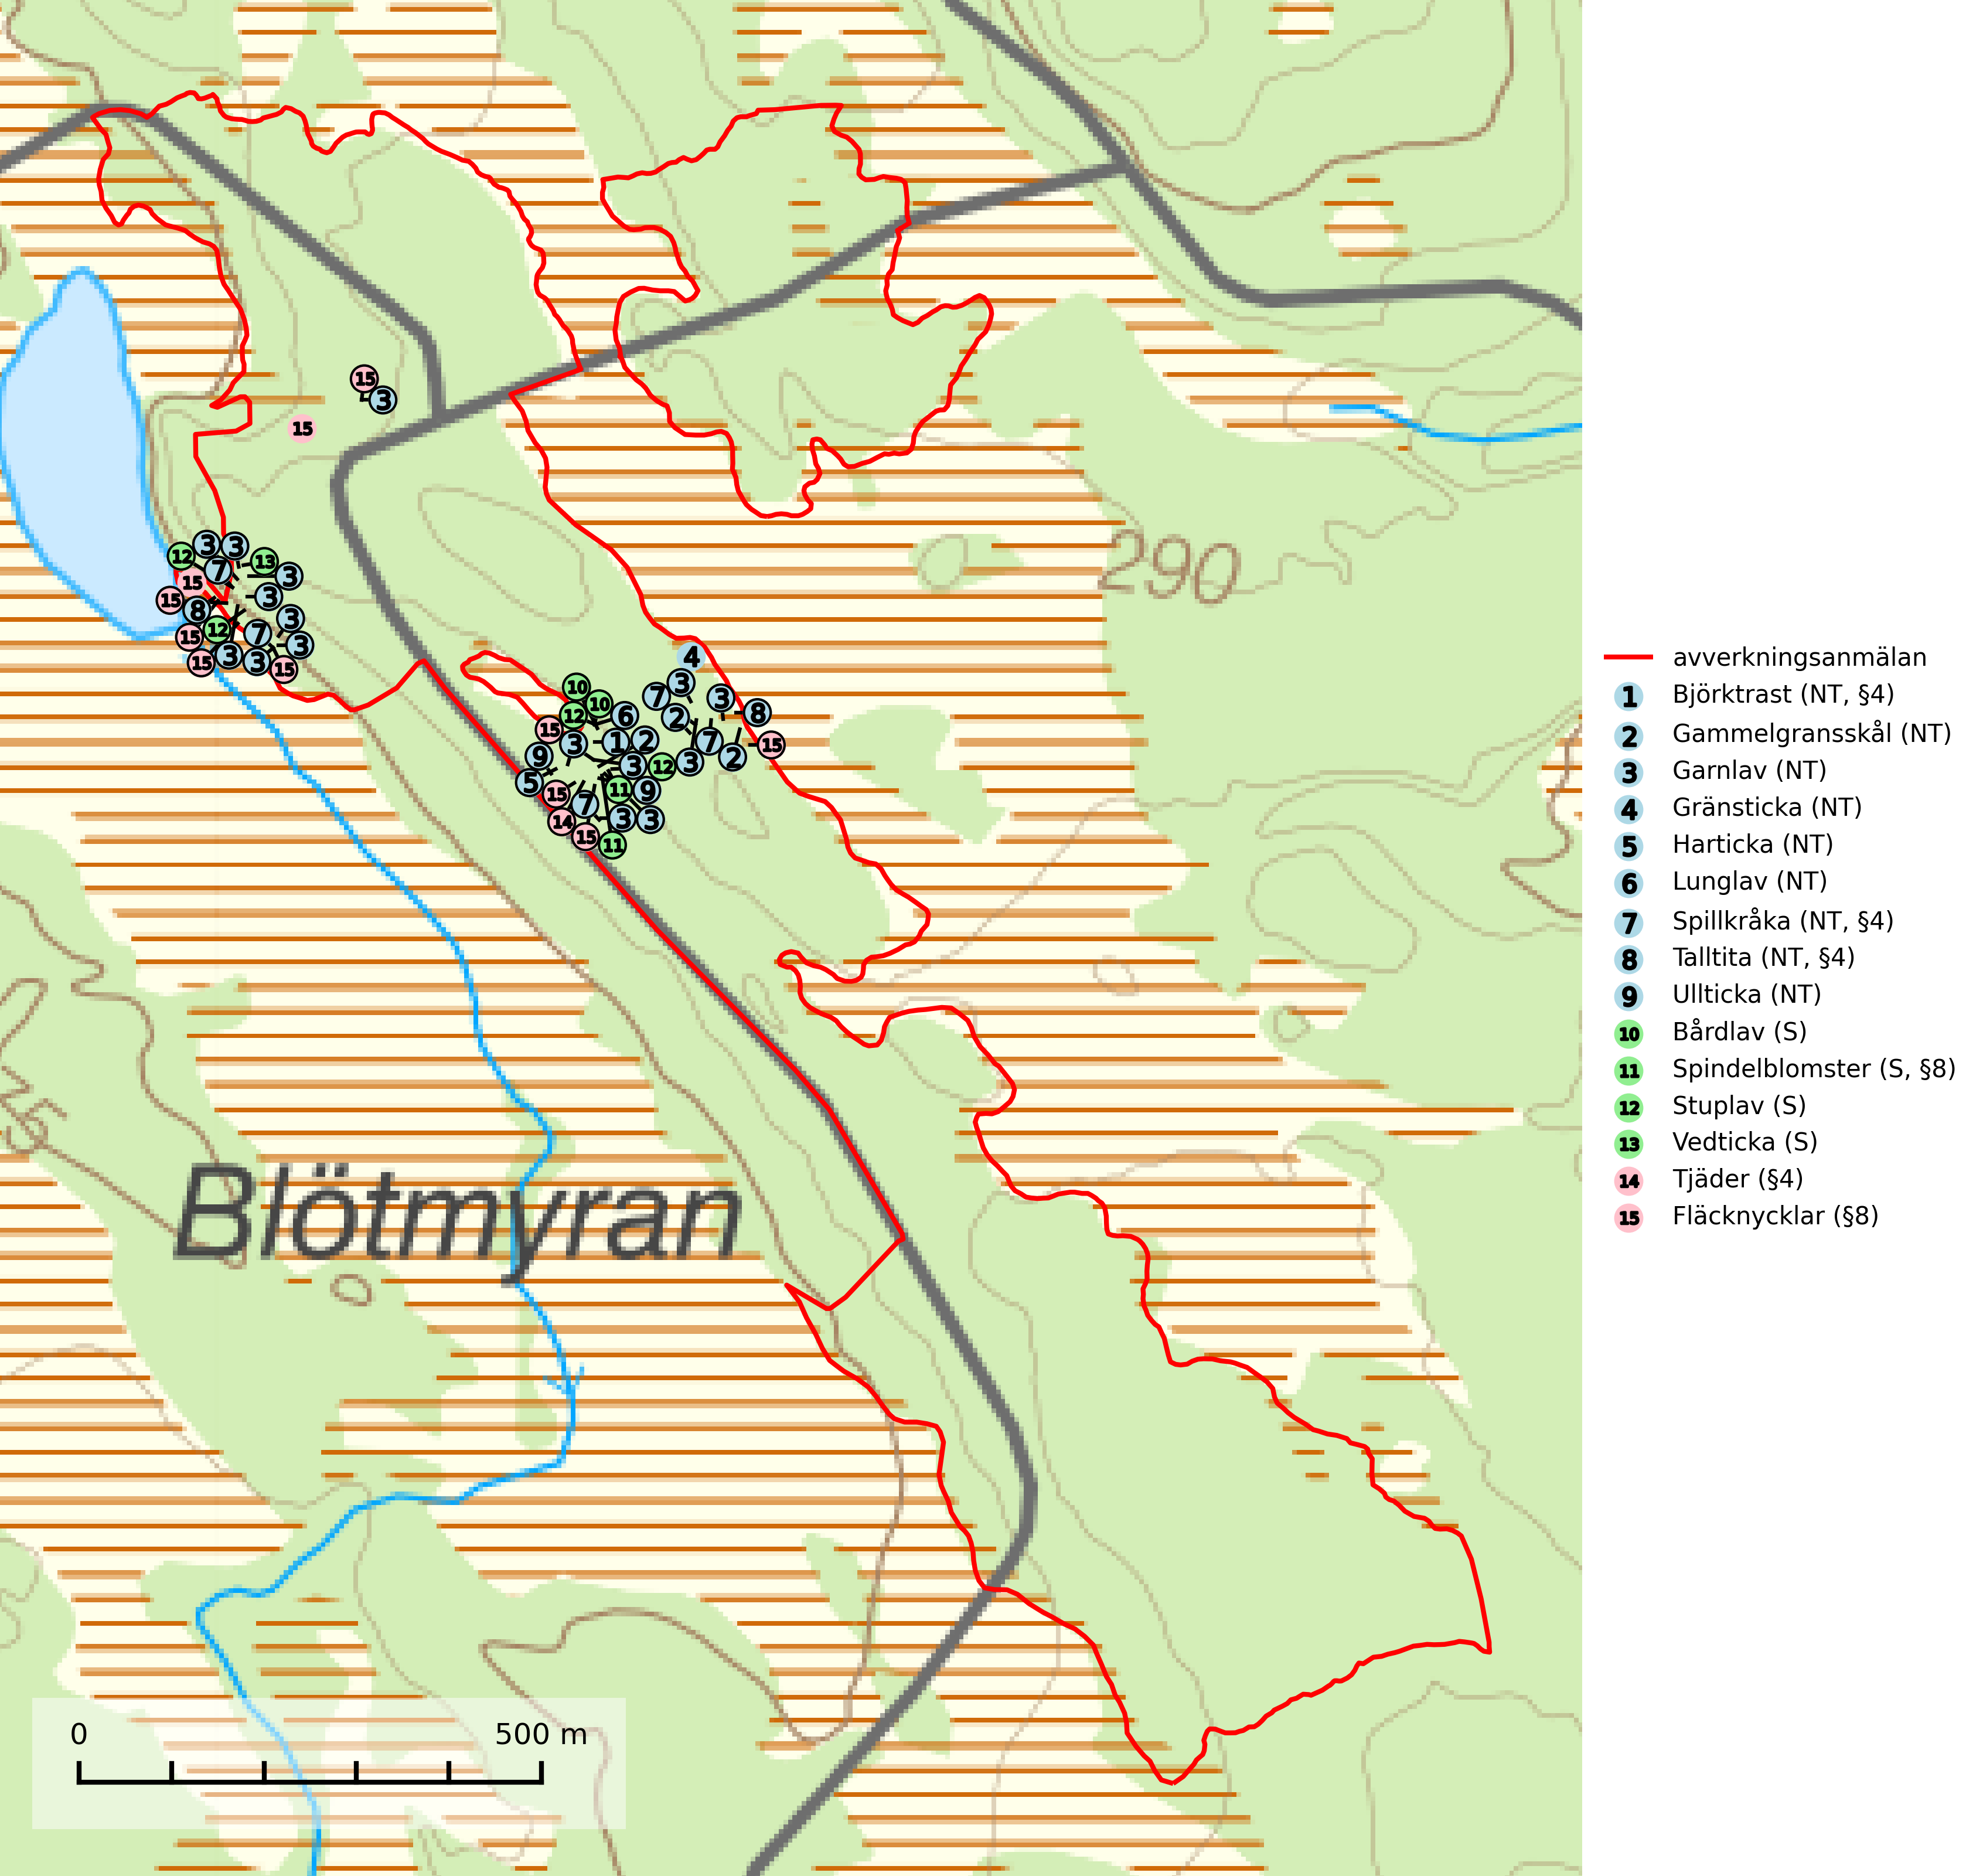 290
25
Blötmyran
0 500 m
avverkningsanmälan
1 Björktrast (NT, §4)
2 Gammelgransskål (NT)
3 Garnlav (NT)
4 Gränsticka (NT)
5 Harticka (NT)
6 Lunglav (NT)
7 Spillkråka (NT, §4)
8 Talltita (NT, §4)
9 Ullticka (NT)
10 Bårdlav (S)
11 Spindelblomster (S, §8)
12 Stuplav (S)
13 Vedticka (S)
14 Tjäder (§4)
15 Fläcknycklar (§8)
15
3
15
3 3
12 13
7 3
15
15 3
8 3
12 7
15 3
3 3
15 15
4
3
10 7 3
10 8
12 6 2
15
3 1 2 7 15
9 2
3 12 3
5
15 11 9
7
14 3 3
15
11